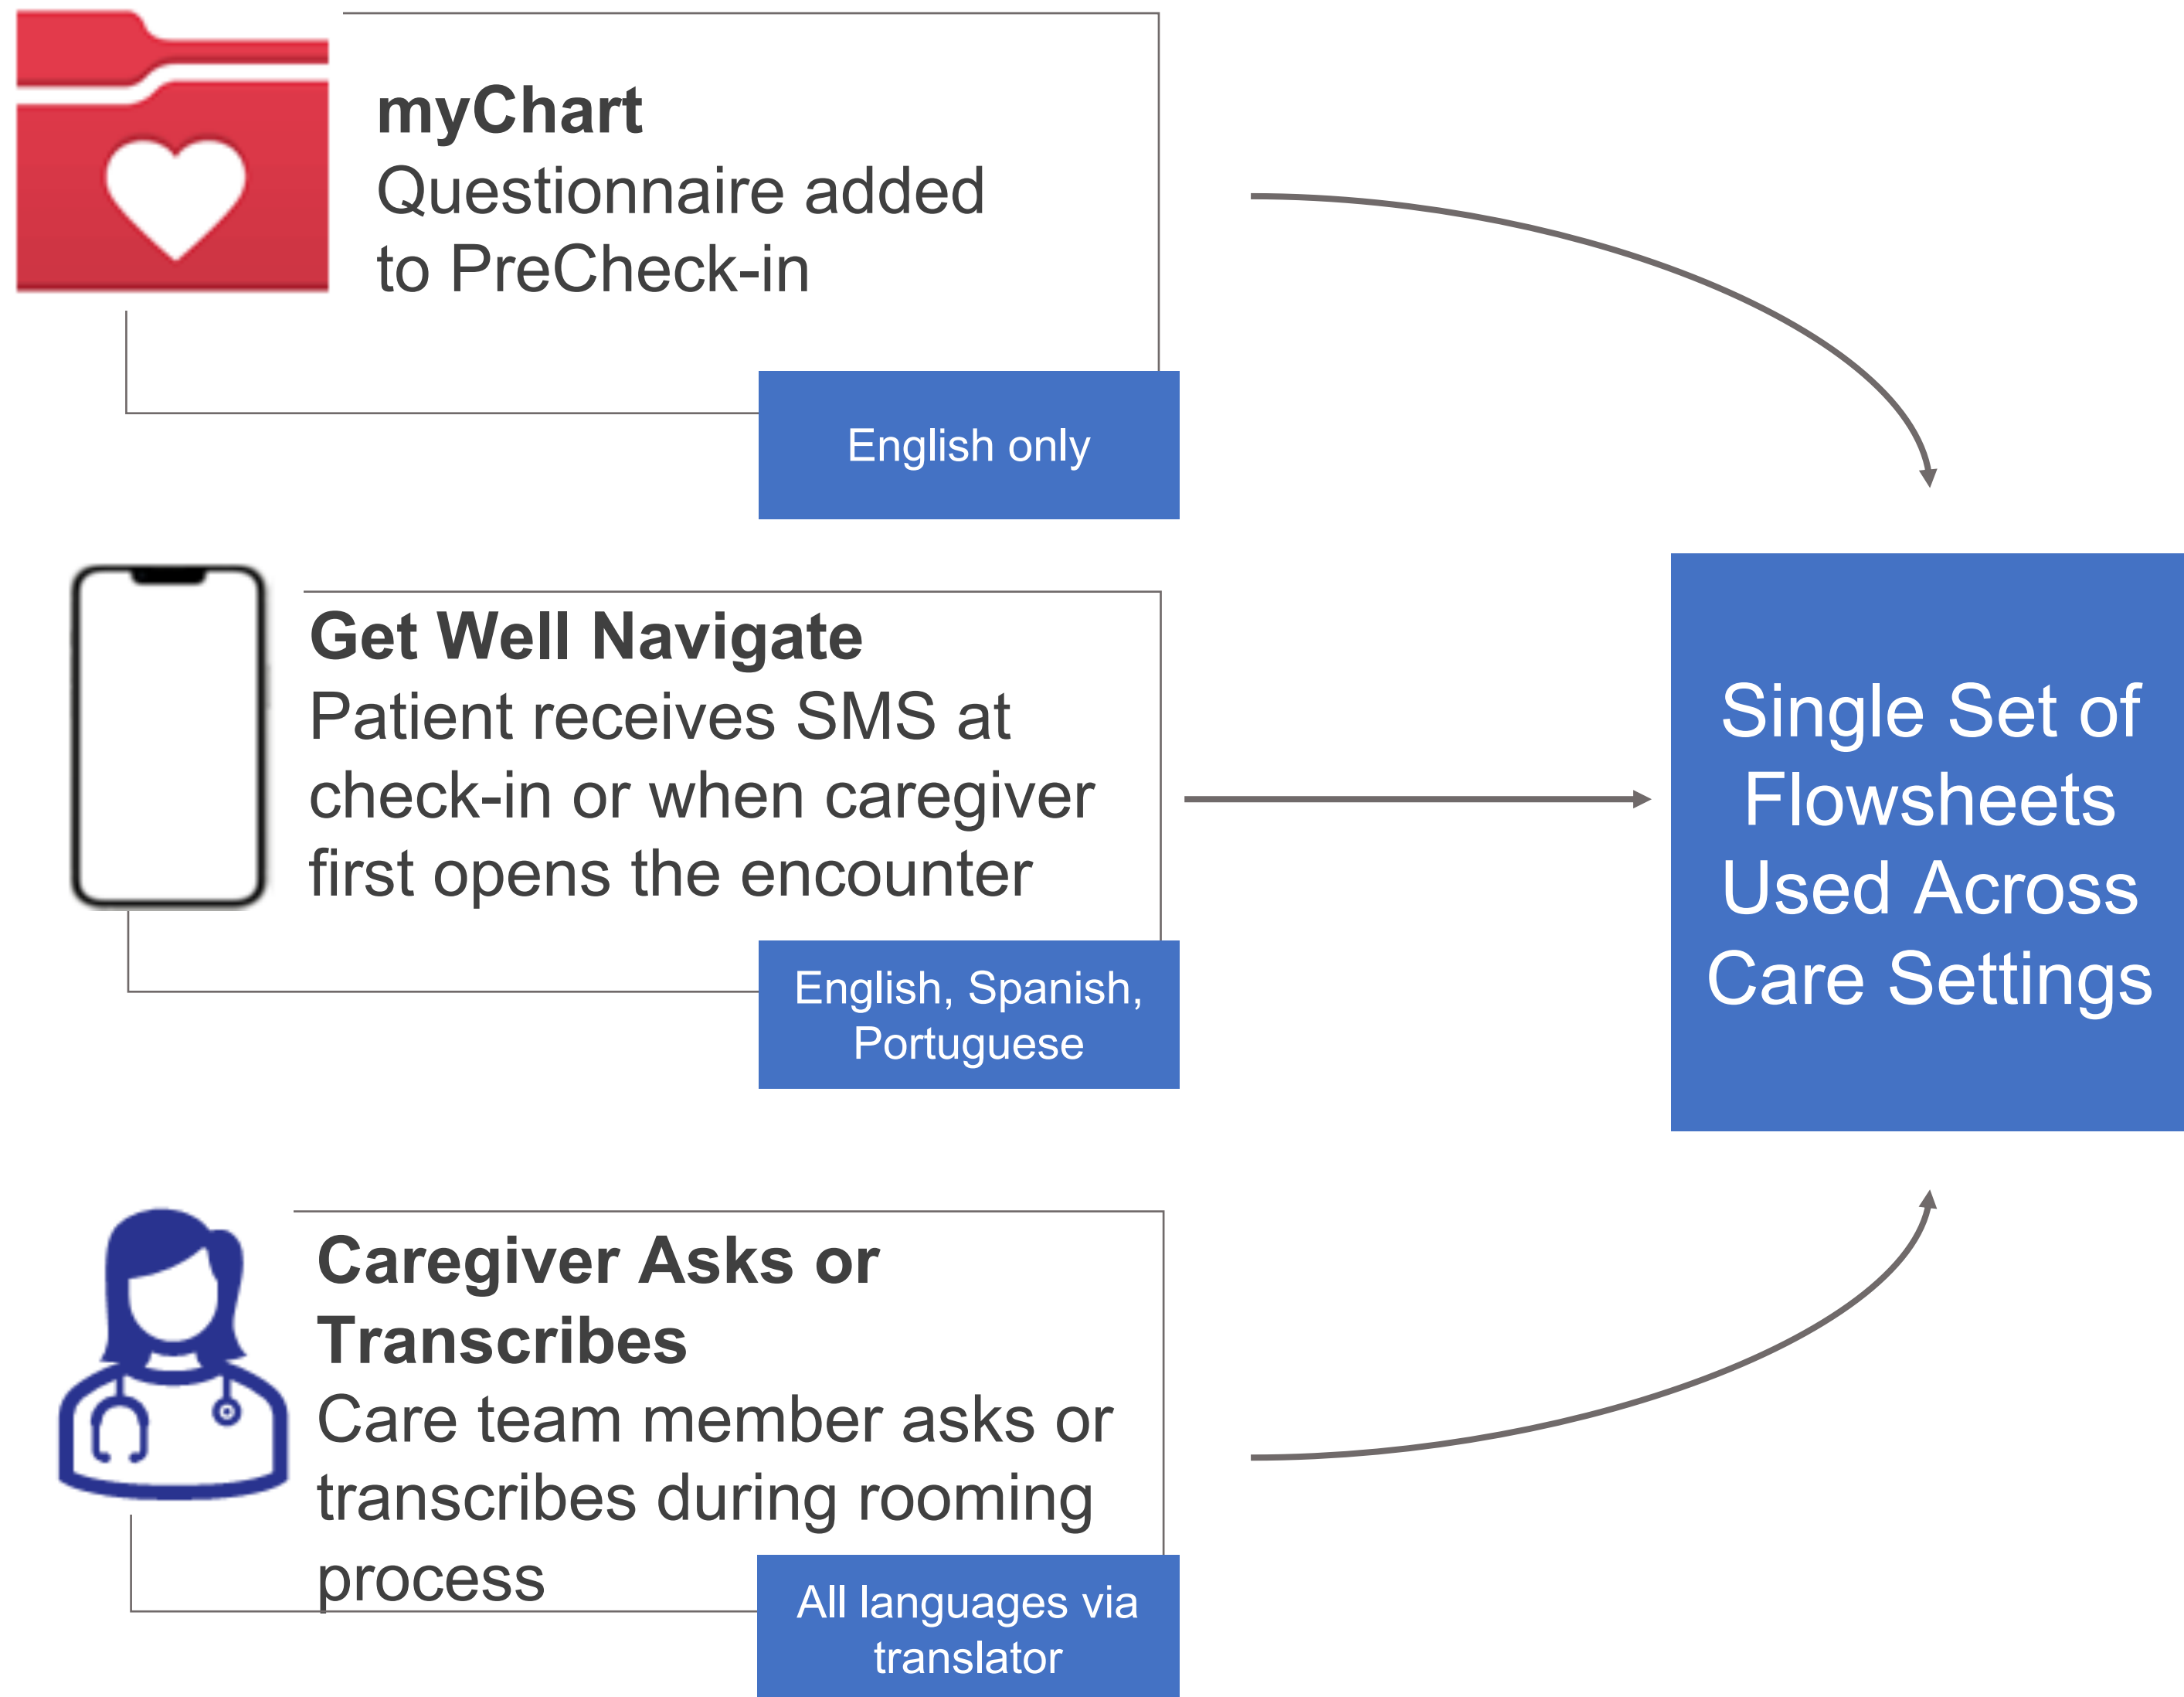 myChart
Questionnaire added
to PreCheck-in
English only
Get Well Navigate
Patient receives SMS at
check-in or when caregiver
first opens the encounter
English, Spanish,
Portuguese
Caregiver Asks or
Transcribes
Care team member asks or
transcribes during rooming
process
All languages via
translator
Single Set of
Flowsheets
Used Across
Care Settings